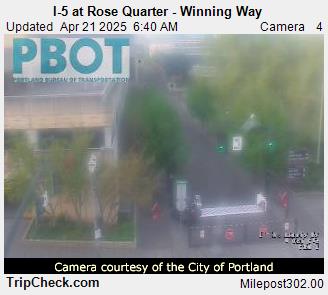 I-5 at Rose Quarter - Winning Way
Updated Apr 21 2025 6:40 AM Camera 4
PBOT
PORTLAND BUREAU OF TRANSPORTATION
Camera courtesy of the City of Portland
TripCheck.com Milepost302.00